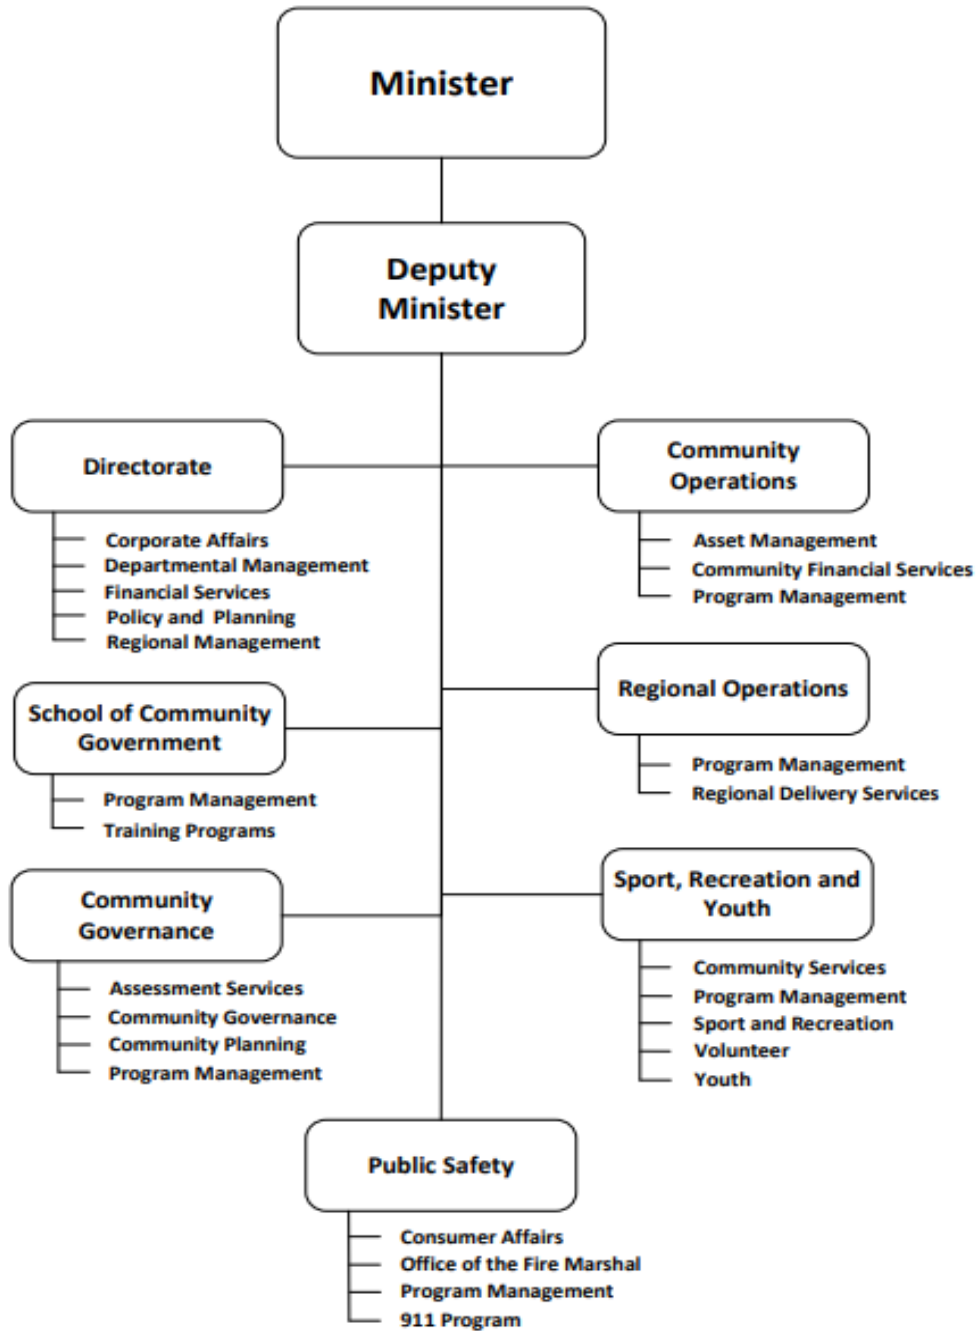 Minister
Deputy
Minister
Directorate
Corporate Affairs
Departmental Management
Financial Services
Policy and Planning
Regional Management
Community
Operations
Asset Management
Community Financial Services
Program Management
School of Community
Government
Program Management
Training Programs
Regional Operations
Program Management
Regional Delivery Services
Community
Governance
Assessment Services
Community Governance
Community Planning
Program Management
Sport, Recreation and
Youth
Community Services
Program Management
Sport and Recreation
Volunteer
Youth
Public Safety
Consumer Affairs
Office of the Fire Marshal
Program Management
911 Program